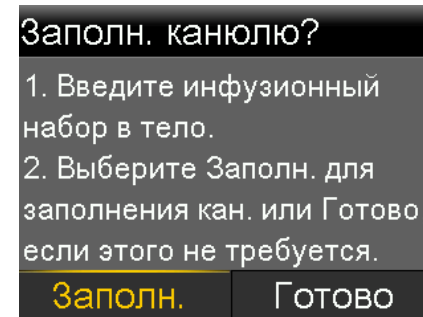 Заполн. канюлю?
1. Введите инфузионный
набор в тело.
2. Выберите Заполн. для
заполнения кан. или Готово
если этого не требуется.
Заполн.
Готово